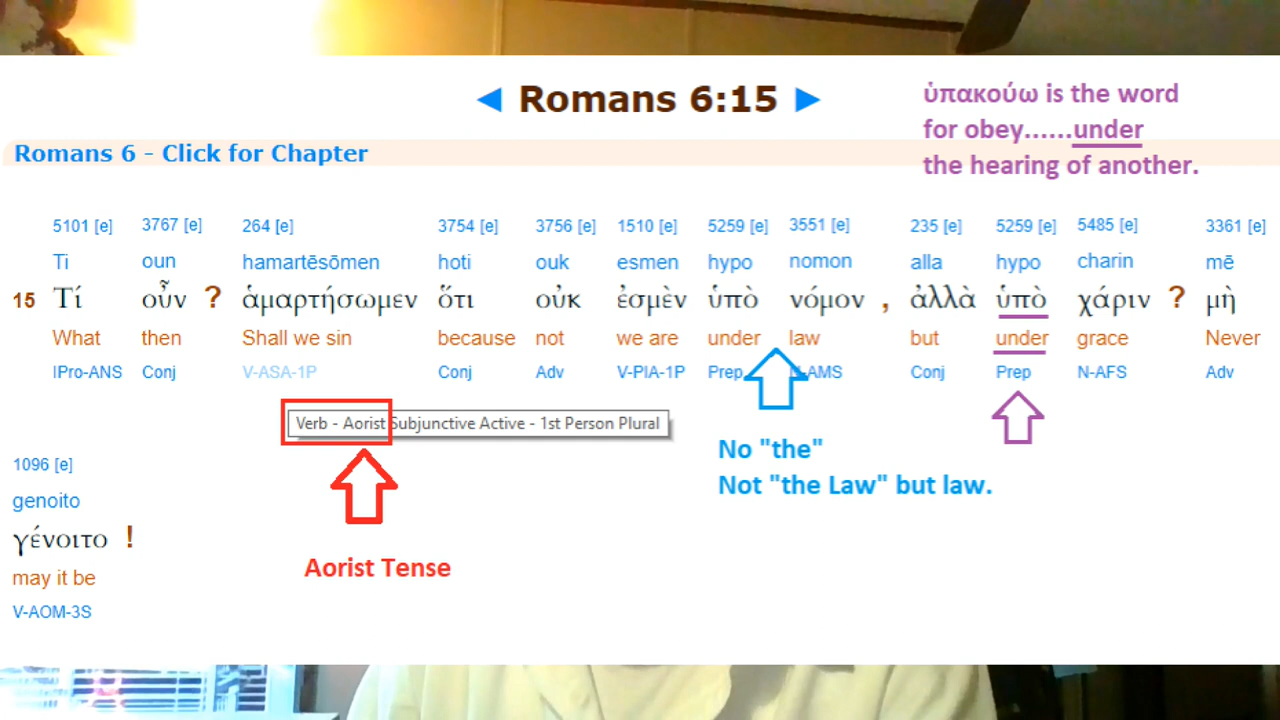 ◄ Romans 6:15 ►
ὑπακούω is the word
for obey......under
the hearing of another.
Romans 6 - Click for Chapter
5101 [e] 3767 [e] 264 [e] 3754 [e] 3756 [e] 1510 [e] 5259 [e] 3551 [e] 235 [e] 5259 [e] 5485 [e] 3361 [e]
Ti oun hamartēsōmen hoti ouk esmen hypo nomon alla hypo charin mē
15 Τί οὖν ? ἁμαρτήσωμεν ὅτι οὐκ ἐσμὲν ὑπὸ νόμον , ἀλλὰ ὑπὸ χάριν ? μὴ
What then Shall we sin because not we are under law but under grace Never
IPro-ANS Conj V-ASA-1P Conj Adv V-PIA-1P Prep N-AMS Conj Prep N-AFS Adv
Verb - Aorist Subjunctive Active - 1st Person Plural
No "the"
Not "the Law" but law.
Aorist Tense
1096 [e]
genoito
γένοιτο !
may it be
V-AOM-3S